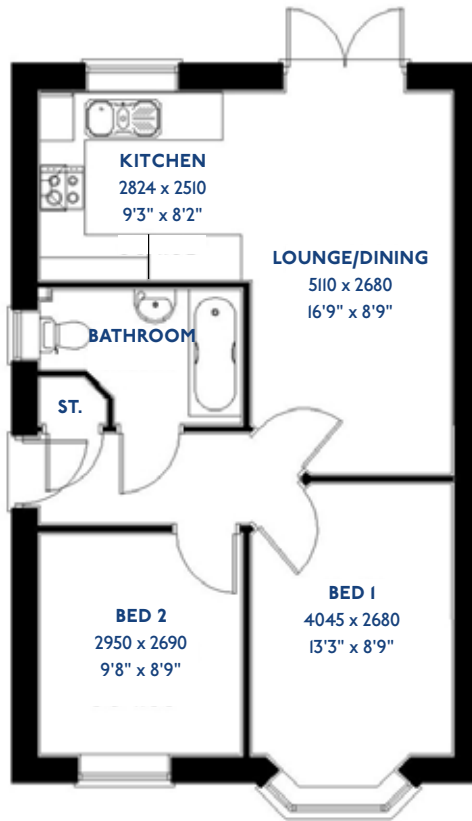 KITCHEN
2824 x 2510
9'3" x 8'2"
LOUNGE/DINING
5110 x 2680
16'9" x 8'9"
BATHROOM
ST.
BED 1
4045 x 2680
13'3" x 8'9"
BED 2
2950 x 2690
9'8" x 8'9"